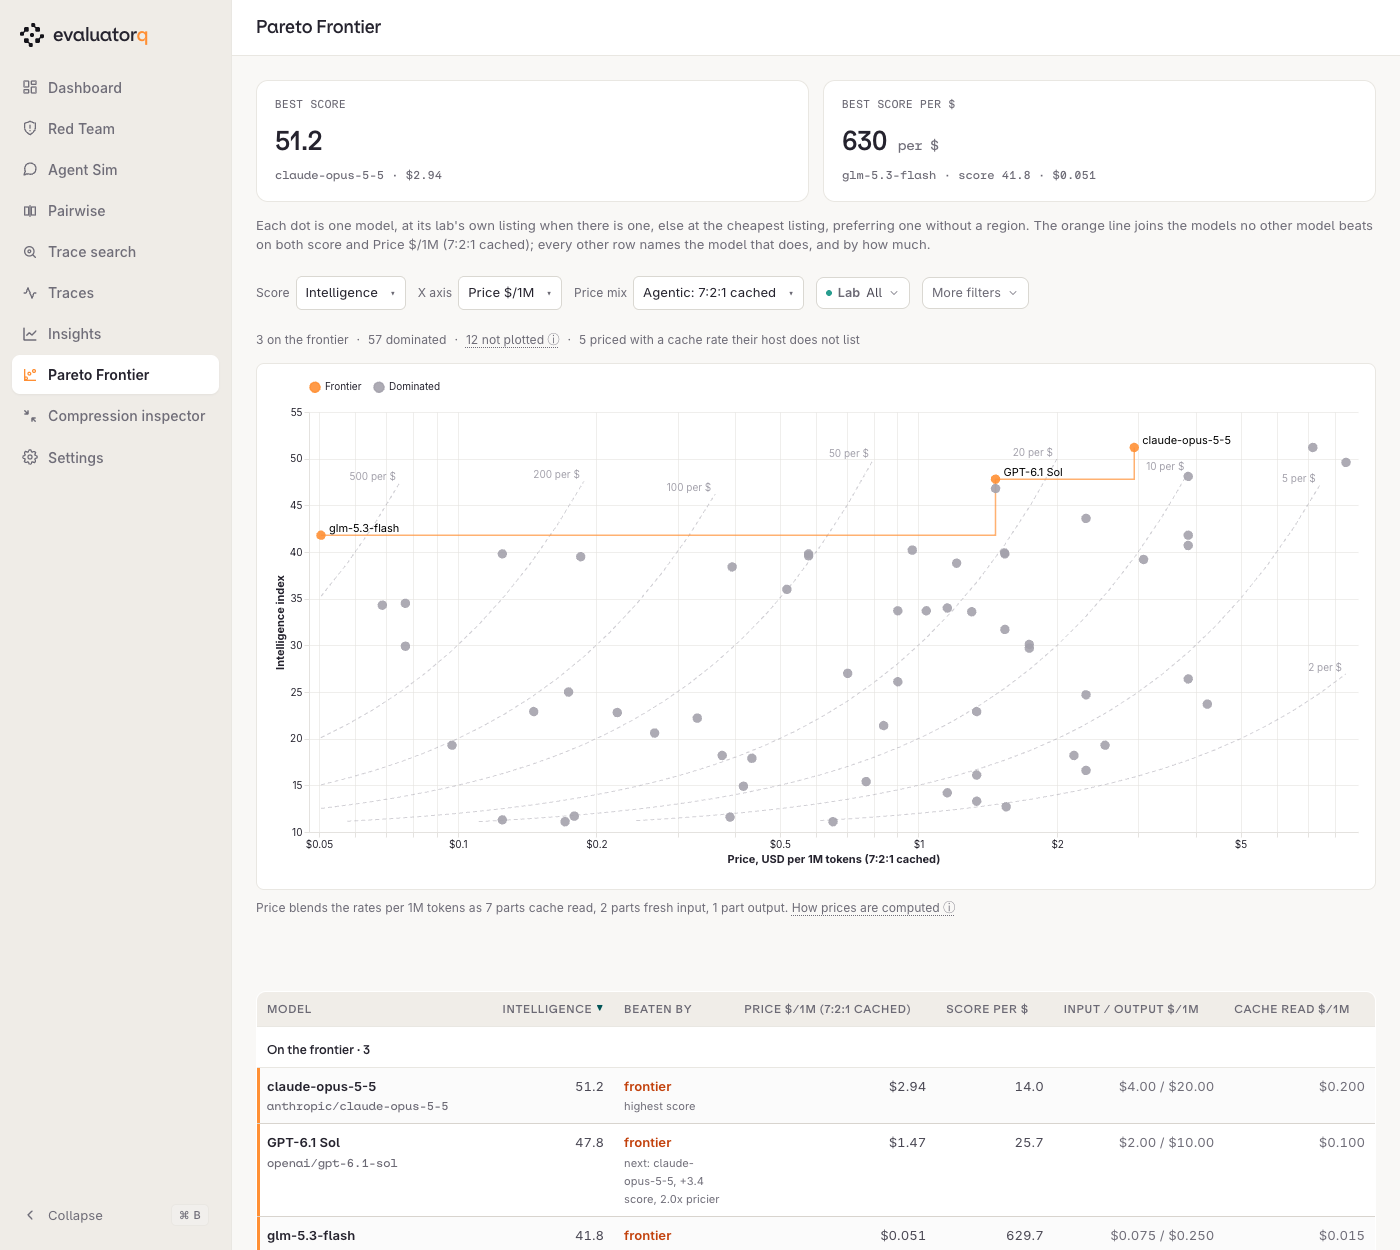 evaluatorq
Dashboard
Red Team
Agent Sim
Pairwise
Trace search
Traces
Insights
Pareto Frontier
Compression inspector
Settings
Collapse
⌘ B
Pareto Frontier
BEST SCORE
51.2
claude-opus-5-5 · $2.94
BEST SCORE PER $
630 per $
glm-5.3-flash · score 41.8 · $0.051
Each dot is one model, at its lab's own listing when there is one, else at the cheapest listing, preferring one without a region. The orange line joins the models no other model beats
on both score and Price $/1M (7:2:1 cached); every other row names the model that does, and by how much.
Score Intelligence X axis Price $/1M Price mix Agentic: 7:2:1 cached Lab All More filters
3 on the frontier · 57 dominated · 12 not plotted ⓘ · 5 priced with a cache rate their host does not list
Frontier Dominated
55
50
45
40
35
30
25
20
15
10
Intelligence index
500 per $
200 per $
100 per $
50 per $
20 per $
10 per $
5 per $
2 per $
claude-opus-5-5
GPT-6.1 Sol
glm-5.3-flash
$0.05 $0.1 $0.2 $0.5 $1 $2 $5
Price, USD per 1M tokens (7:2:1 cached)
Price blends the rates per 1M tokens as 7 parts cache read, 2 parts fresh input, 1 part output. How prices are computed ⓘ
MODEL INTELLIGENCE ▼ BEATEN BY PRICE $/1M (7:2:1 CACHED) SCORE PER $ INPUT / OUTPUT $/1M CACHE READ $/1M
On the frontier · 3
claude-opus-5-5 51.2 frontier $2.94 14.0 $4.00 / $20.00 $0.200
anthropic/claude-opus-5-5 highest score
GPT-6.1 Sol 47.8 frontier $1.47 25.7 $2.00 / $10.00 $0.100
openai/gpt-6.1-sol next: claude-
opus-5-5, +3.4
score, 2.0x pricier
glm-5.3-flash 41.8 frontier $0.051 629.7 $0.075 / $0.250 $0.015